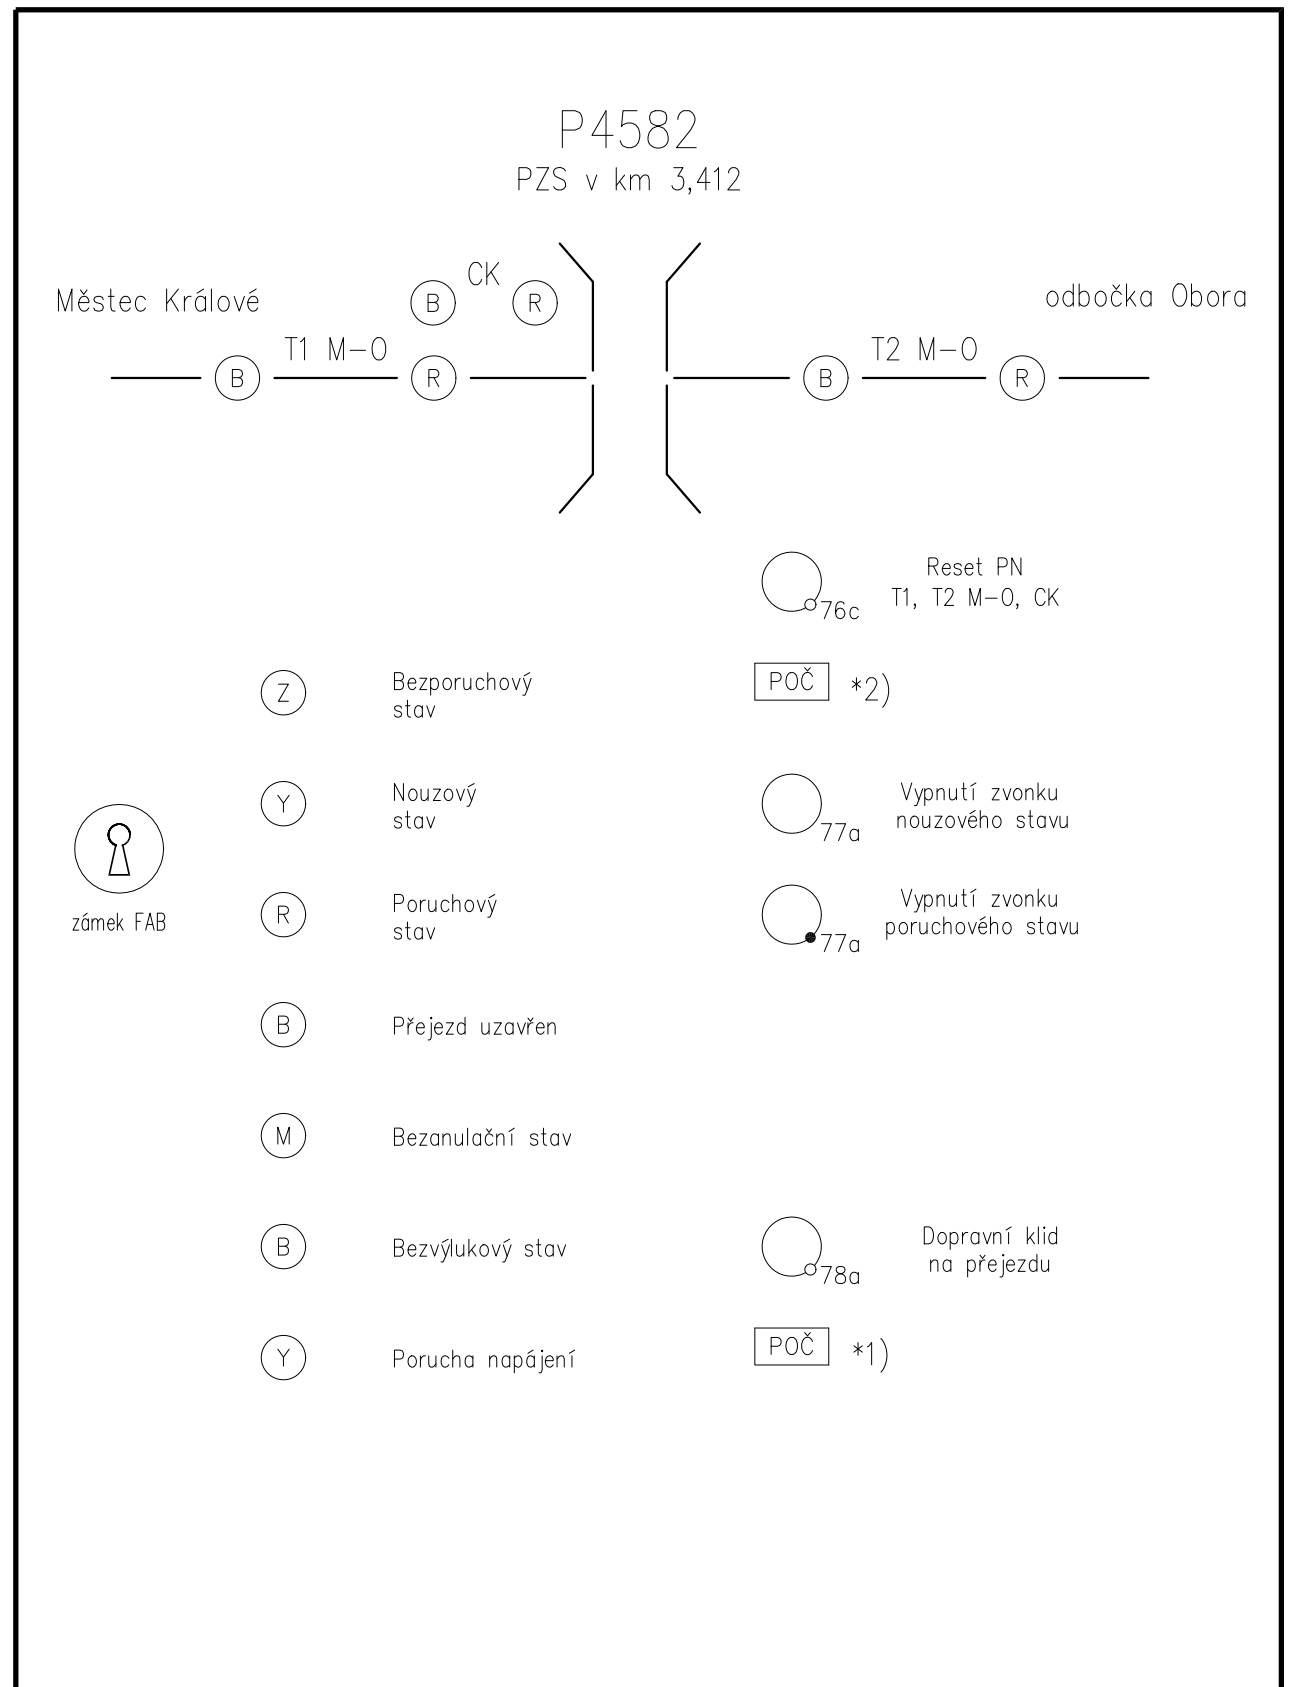 P4582
PZS v km 3,412
CK
Městec Králové
B
R
odbočka Obora
T1 M-O
T2 M-O
B
R
B
R
Reset PN
76c
T1, T2 M-O, CK
Z
Bezporuchový
stav
POČ *2)
Y
Nouzový
stav
77a
Vypnutí zvonku
nouzového stavu
zámek FAB
R
Poruchový
stav
77a
Vypnutí zvonku
poruchového stavu
B
Přejezd uzavřen
M
Bezanulační stav
B
Bezvýlukový stav
78a
Dopravní klid
na přejezdu
Y
Porucha napájení
POČ *1)